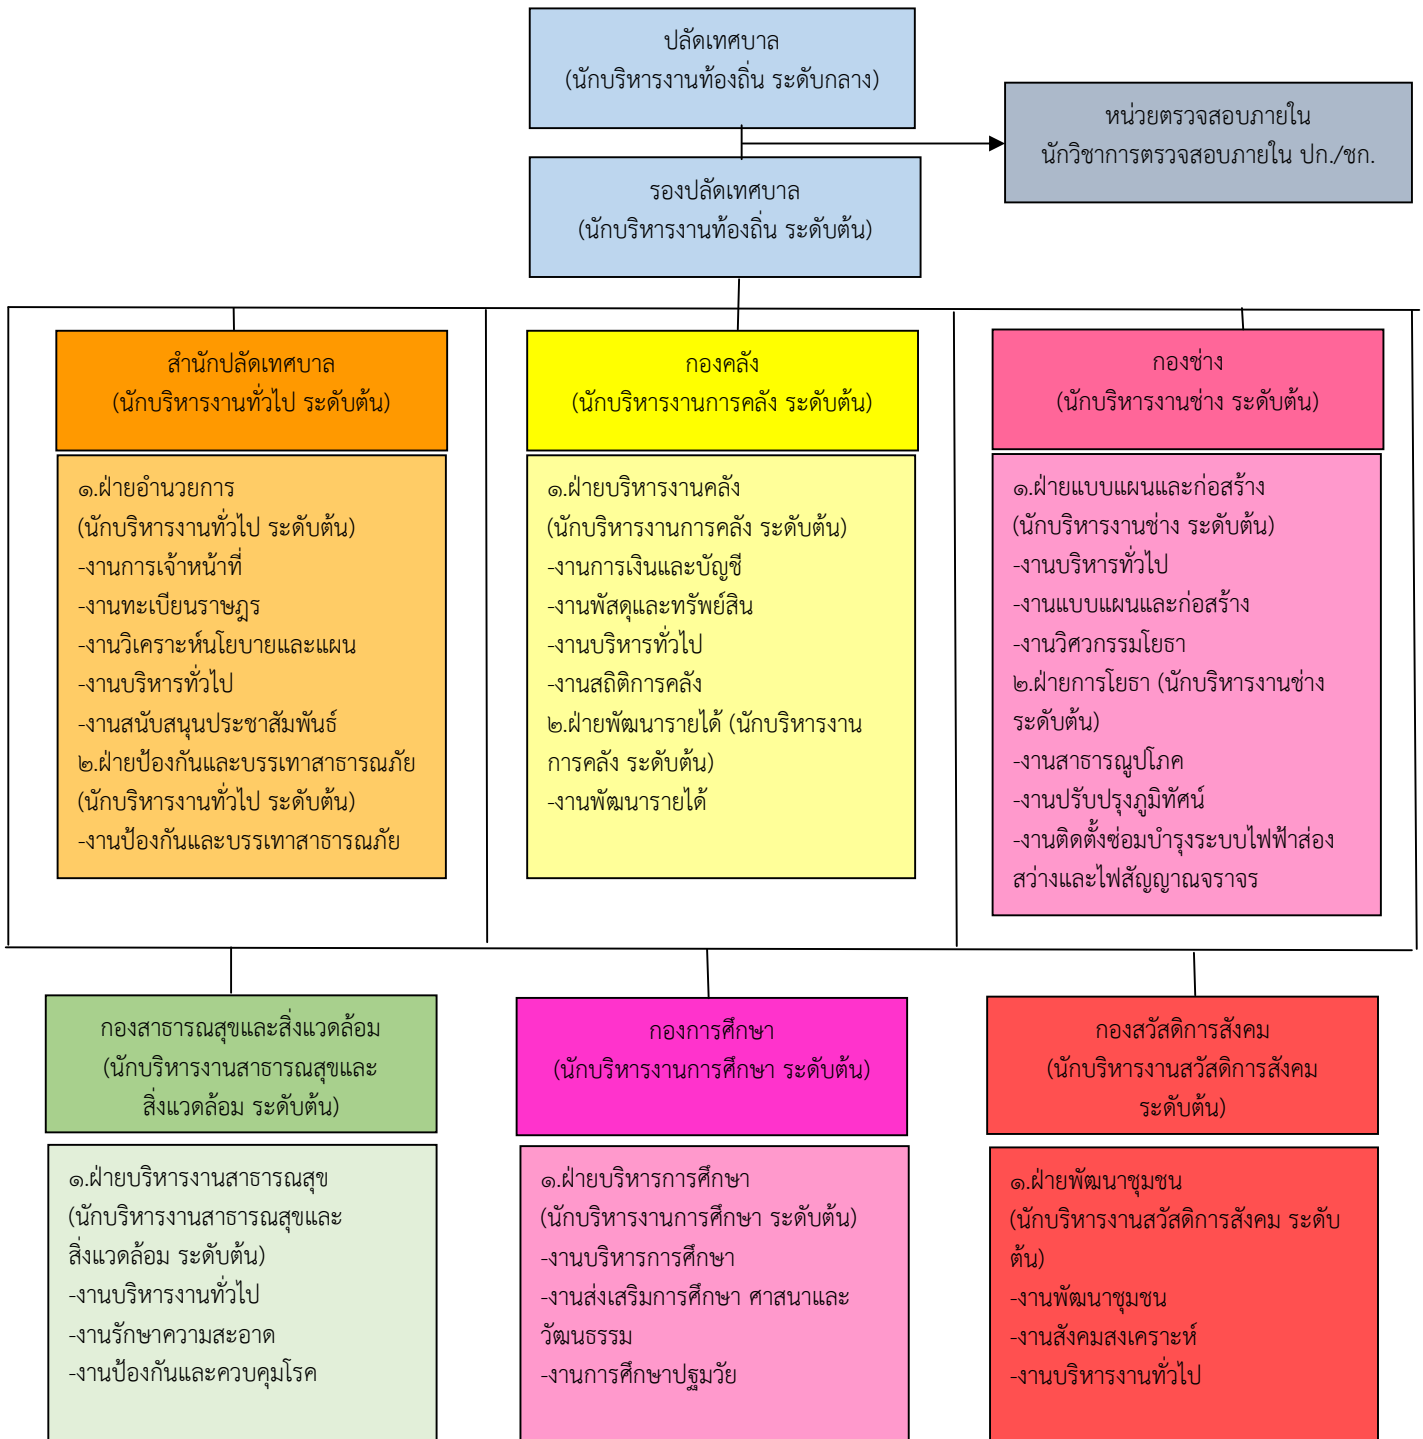 ปลัดเทศบาล
(นักบริหารงานท้องถิ่น ระดับกลาง)
หน่วยตรวจสอบภายใน
นักวิชาการตรวจสอบภายใน ปก./ชก.
รองปลัดเทศบาล
(นักบริหารงานท้องถิ่น ระดับต้น)
สำนักปลัดเทศบาล
(นักบริหารงานทั่วไป ระดับต้น)
๑.ฝ่ายอำนวยการ
(นักบริหารงานทั่วไป ระดับต้น)
-งานการเจ้าหน้าที่
-งานทะเบียนราษฎร
-งานวิเคราะห์นโยบายและแผน
-งานบริหารทั่วไป
-งานสนับสนุนประชาสัมพันธ์
๒.ฝ่ายป้องกันและบรรเทาสาธารณภัย
(นักบริหารงานทั่วไป ระดับต้น)
-งานป้องกันและบรรเทาสาธารณภัย
กองคลัง
(นักบริหารงานการคลัง ระดับต้น)
๑.ฝ่ายบริหารงานคลัง
(นักบริหารงานการคลัง ระดับต้น)
-งานการเงินและบัญชี
-งานพัสดุและทรัพย์สิน
-งานบริหารทั่วไป
-งานสถิติการคลัง
๒.ฝ่ายพัฒนารายได้ (นักบริหารงาน
การคลัง ระดับต้น)
-งานพัฒนารายได้
กองช่าง
(นักบริหารงานช่าง ระดับต้น)
๑.ฝ่ายแบบแผนและก่อสร้าง
(นักบริหารงานช่าง ระดับต้น)
-งานบริหารทั่วไป
-งานแบบแผนและก่อสร้าง
-งานวิศวกรรมโยธา
๒.ฝ่ายการโยธา (นักบริหารงานช่าง
ระดับต้น)
-งานสาธารณูปโภค
-งานปรับปรุงภูมิทัศน์
-งานติดตั้งซ่อมบำรุงระบบไฟฟ้าส่อง
สว่างและไฟสัญญาณจราจร
กองสาธารณสุขและสิ่งแวดล้อม
(นักบริหารงานสาธารณสุขและ
สิ่งแวดล้อม ระดับต้น)
๑.ฝ่ายบริหารงานสาธารณสุข
(นักบริหารงานสาธารณสุขและ
สิ่งแวดล้อม ระดับต้น)
-งานบริหารงานทั่วไป
-งานรักษาความสะอาด
-งานป้องกันและควบคุมโรค
กองการศึกษา
(นักบริหารงานการศึกษา ระดับต้น)
๑.ฝ่ายบริหารการศึกษา
(นักบริหารงานการศึกษา ระดับต้น)
-งานบริหารการศึกษา
-งานส่งเสริมการศึกษา ศาสนาและ
วัฒนธรรม
-งานการศึกษาปฐมวัย
กองสวัสดิการสังคม
(นักบริหารงานสวัสดิการสังคม
ระดับต้น)
๑.ฝ่ายพัฒนาชุมชน
(นักบริหารงานสวัสดิการสังคม ระดับ
ต้น)
-งานพัฒนาชุมชน
-งานสังคมสงเคราะห์
-งานบริหารงานทั่วไป